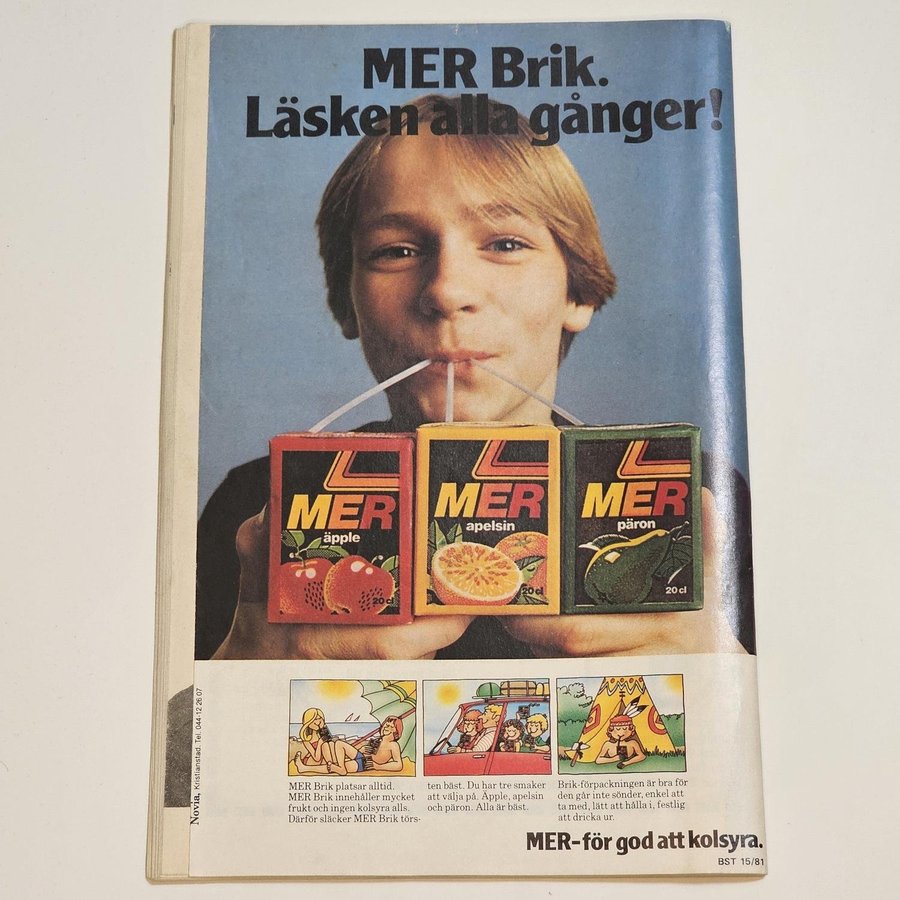 MER Brik.
Läsken alla gånger!
MER
äpple
20 cl
MER
apelsin
20 cl
MER
päron
20 cl
Novia, Kristianstad. Tel. 044-12 26 07
MER Brik platsar alltid.
MER Brik innehåller mycket
frukt och ingen kolsyra alls.
Därför släcker MER Brik törs-
ten bäst. Du har tre smaker
att välja på. Äpple, apelsin
och päron. Alla är bäst.
Brik-förpackningen är bra för
den går inte sönder, enkel att
ta med, lätt att hålla i, festlig
att dricka ur.
MER-för god att kolsyra.
BST 15/81